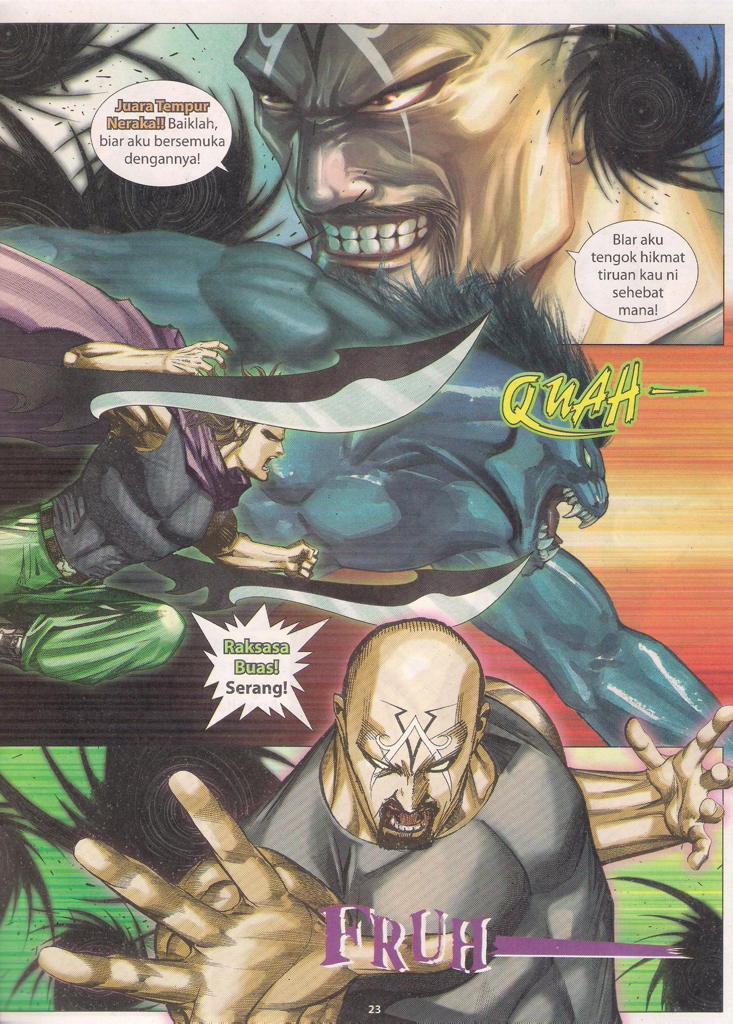 Juara Tempur
Neraka!! Baiklah,
biar aku bersemuka
dengannya!
Biar aku
tengok hikmat
tiruan kau ni
sehebat
mana!
QUAH
Raksasa
Buas!
Serang!
FRUH
23